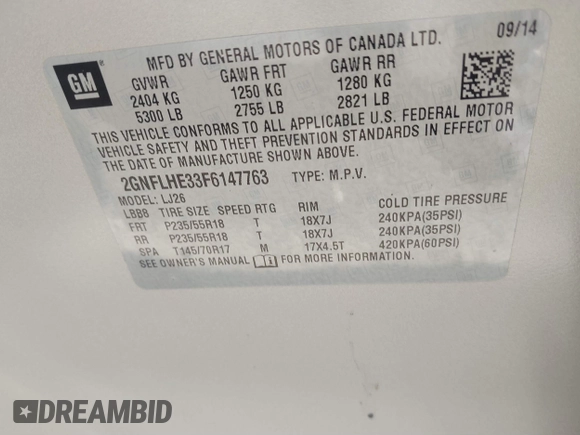 GM
MFD BY GENERAL MOTORS OF CANADA LTD. 09/14
GVWR GAWR FRT GAWR RR
2404 KG 1250 KG 1280 KG
5300 LB 2755 LB 2821 LB
THIS VEHICLE CONFORMS TO ALL APPLICABLE U.S. FEDERAL MOTOR
VEHICLE SAFETY AND THEFT PREVENTION STANDARDS IN EFFECT ON
THE DATE OF MANUFACTURE SHOWN ABOVE.
2GNFLHE33F6147763 TYPE: M.P.V.
MODEL: LJ26
LBB8 TIRE SIZE SPEED RTG RIM COLD TIRE PRESSURE
FRT P235/55R18 T 18X7J 240KPA(35PSI)
RR P235/55R18 T 18X7J 240KPA(35PSI)
SPA T145/70R17 M 17X4.5T 420KPA(60PSI)
SEE OWNER'S MANUAL FOR MORE INFORMATION.
DREAMBID